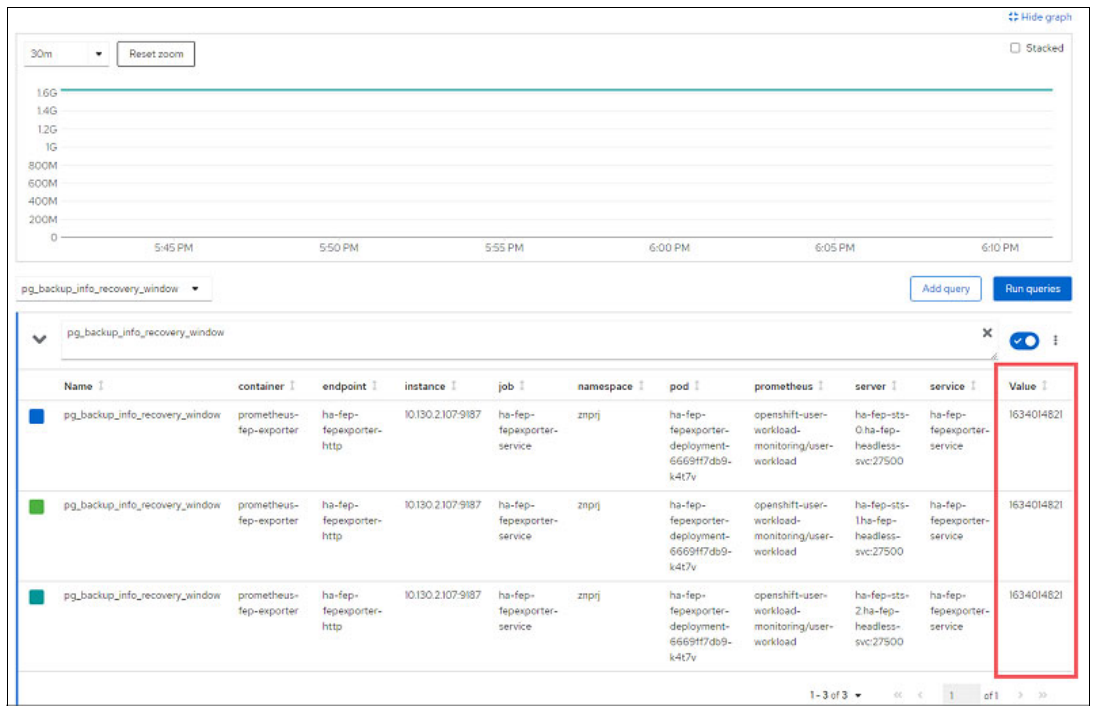 Hide graph
30m
Reset zoom
Stacked
1.6G
1.4G
1.2G
1G
800M
600M
400M
200M
0
5:45 PM 5:50 PM 5:55 PM 6:00 PM 6:05 PM 6:10 PM
pg_backup_info_recovery_window
Add query
Run queries
pg_backup_info_recovery_window
Name container endpoint instance job namespace pod prometheus server service Value
pg_backup_info_recovery_window prometheus- ha-fep- 10.130.2.107:9187 ha-fep- znprj ha-fep- openshift-user- ha-fep-sts- ha-fep- 1634014821
fep-exporter fepexporter- fepexporter- fepexporter- workload- 0.ha-fep- fepexporter-
http service deployment- monitoring/user- headless- service
6669ff7db9- workload svc:27500
k4t7v
pg_backup_info_recovery_window prometheus- ha-fep- 10.130.2.107:9187 ha-fep- znprj ha-fep- openshift-user- ha-fep-sts- ha-fep- 1634014821
fep-exporter fepexporter- fepexporter- fepexporter- workload- 1.ha-fep- fepexporter-
http service deployment- monitoring/user- headless- service
6669ff7db9- workload svc:27500
k4t7v
pg_backup_info_recovery_window prometheus- ha-fep- 10.130.2.107:9187 ha-fep- znprj ha-fep- openshift-user- ha-fep-sts- ha-fep- 1634014821
fep-exporter fepexporter- fepexporter- fepexporter- workload- 2.ha-fep- fepexporter-
http service deployment- monitoring/user- headless- service
6669ff7db9- workload svc:27500
k4t7v
1 - 3 of 3 1 of 1